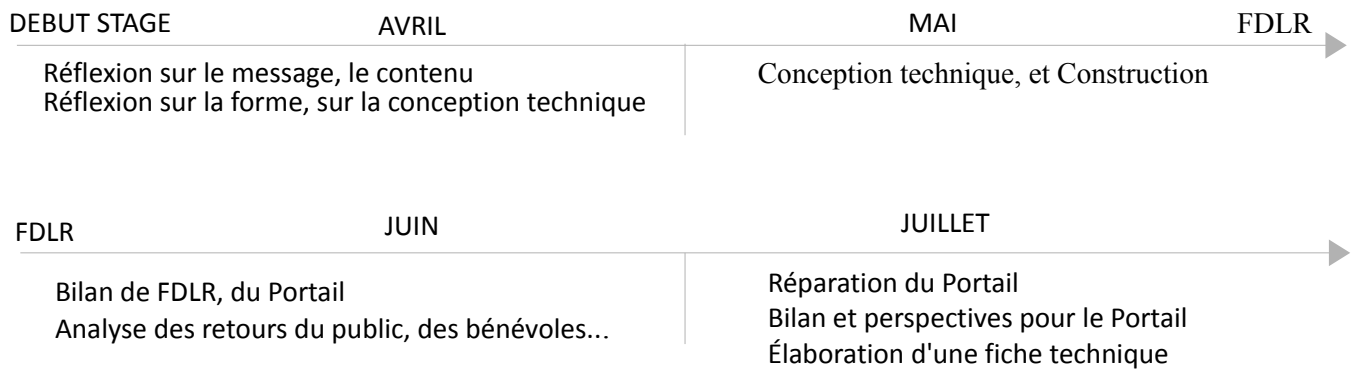 DEBUT STAGE AVRIL MAI FDLR
Réflexion sur le message, le contenu
Réflexion sur la forme, sur la conception technique
Conception technique, et Construction
FDLR JUIN JUILLET
Bilan de FDLR, du Portail
Analyse des retours du public, des bénévoles...
Réparation du Portail
Bilan et perspectives pour le Portail
Élaboration d'une fiche technique